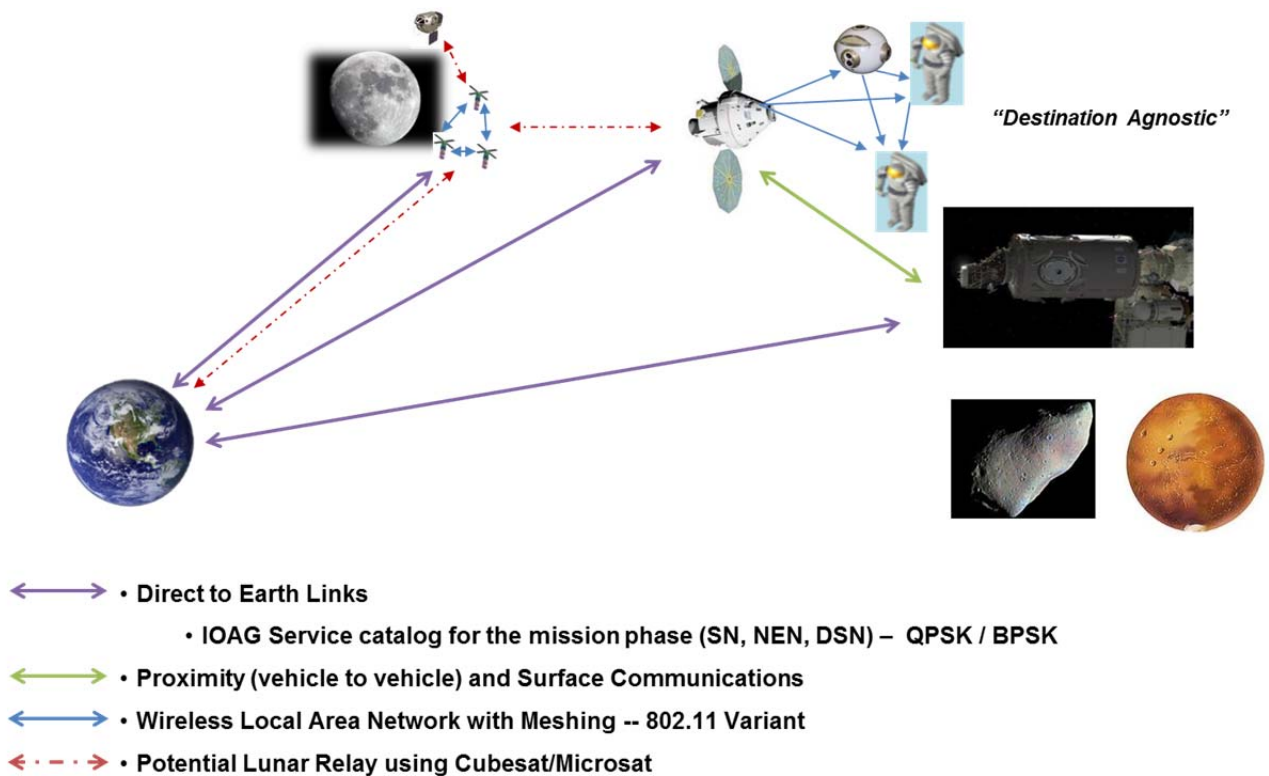 “Destination Agnostic”
• Direct to Earth Links
• IOAG Service catalog for the mission phase (SN, NEN, DSN) – QPSK / BPSK
• Proximity (vehicle to vehicle) and Surface Communications
• Wireless Local Area Network with Meshing -- 802.11 Variant
• Potential Lunar Relay using Cubesat/Microsat